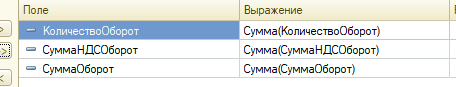 Поле Выражение
КоличествоОборот Сумма(КоличествоОборот)
СуммаНДСОборот Сумма(СуммаНДСОборот)
СуммаОборот Сумма(СуммаОборот)